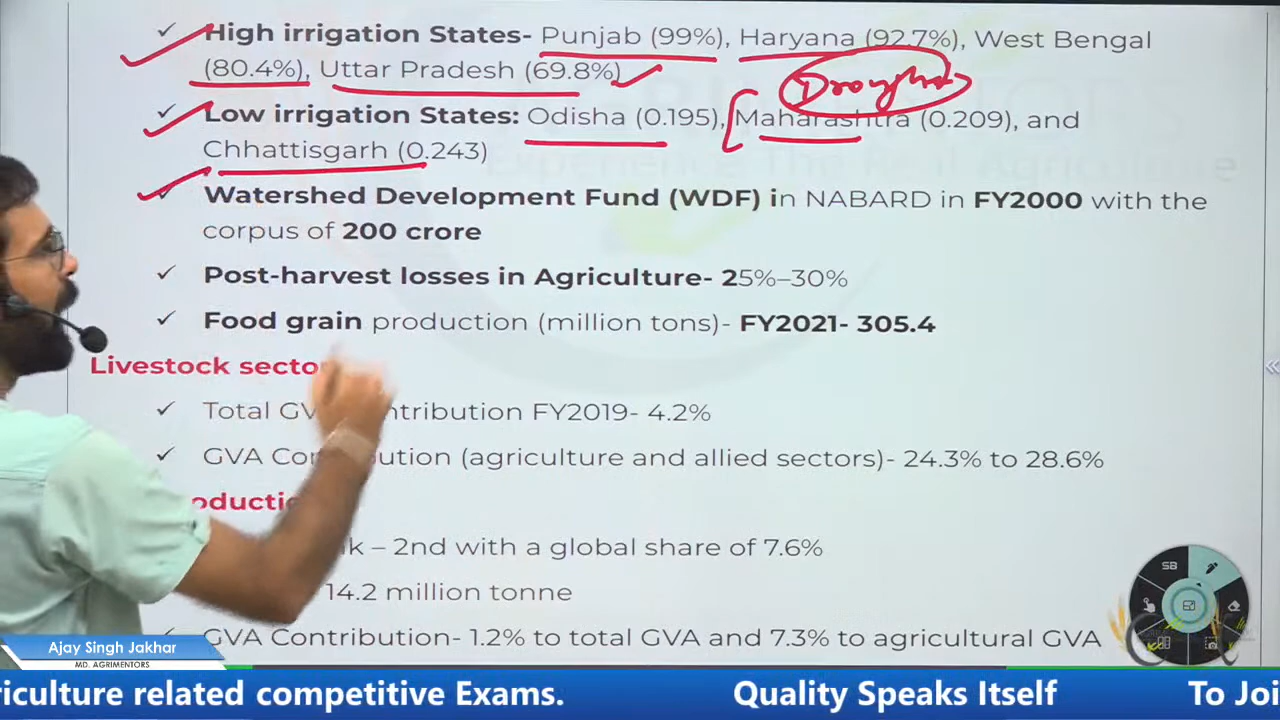 High irrigation States- Punjab (99%), Haryana (92.7%), West Bengal
(80.4%), Uttar Pradesh (69.8%)
Drought
Low irrigation States: Odisha (0.195), Maharashtra (0.209), and
Chhattisgarh (0.243)
Watershed Development Fund (WDF) in NABARD in FY2000 with the
corpus of 200 crore
Post-harvest losses in Agriculture- 25%–30%
Food grain production (million tons)- FY2021- 305.4
Livestock secto
Total GV ntribution FY2019- 4.2%
GVA Co ution (agriculture and allied sectors)- 24.3% to 28.6%
oducti
k – 2nd with a global share of 7.6%
14.2 million tonne
GVA Contribution- 1.2% to total GVA and 7.3% to agricultural GVA
SB
Ajay Singh Jakhar
MD. AGRIMENTORS
riculture related competitive Exams. Quality Speaks Itself To Joi